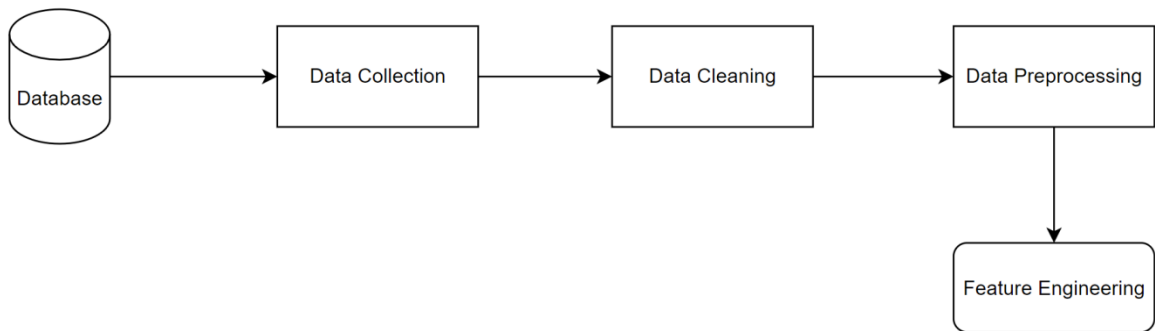 Database
Data Collection
Data Cleaning
Data Preprocessing
Feature Engineering